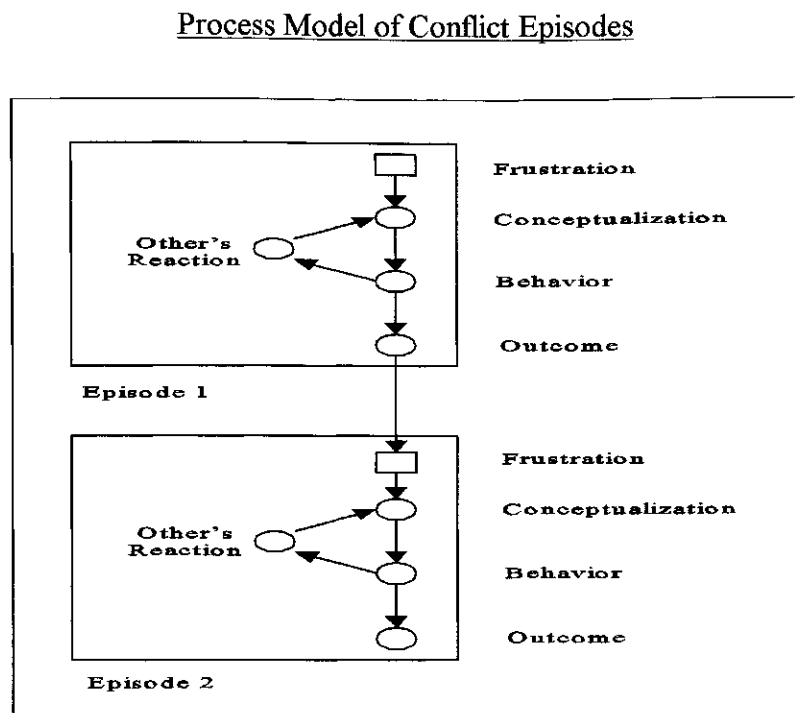 Process Model of Conflict Episodes
Frustration
Conceptualization
Other's
Reaction
Behavior
Outcome
Episode 1
Frustration
Conceptualization
Other's
Reaction
Behavior
Outcome
Episode 2